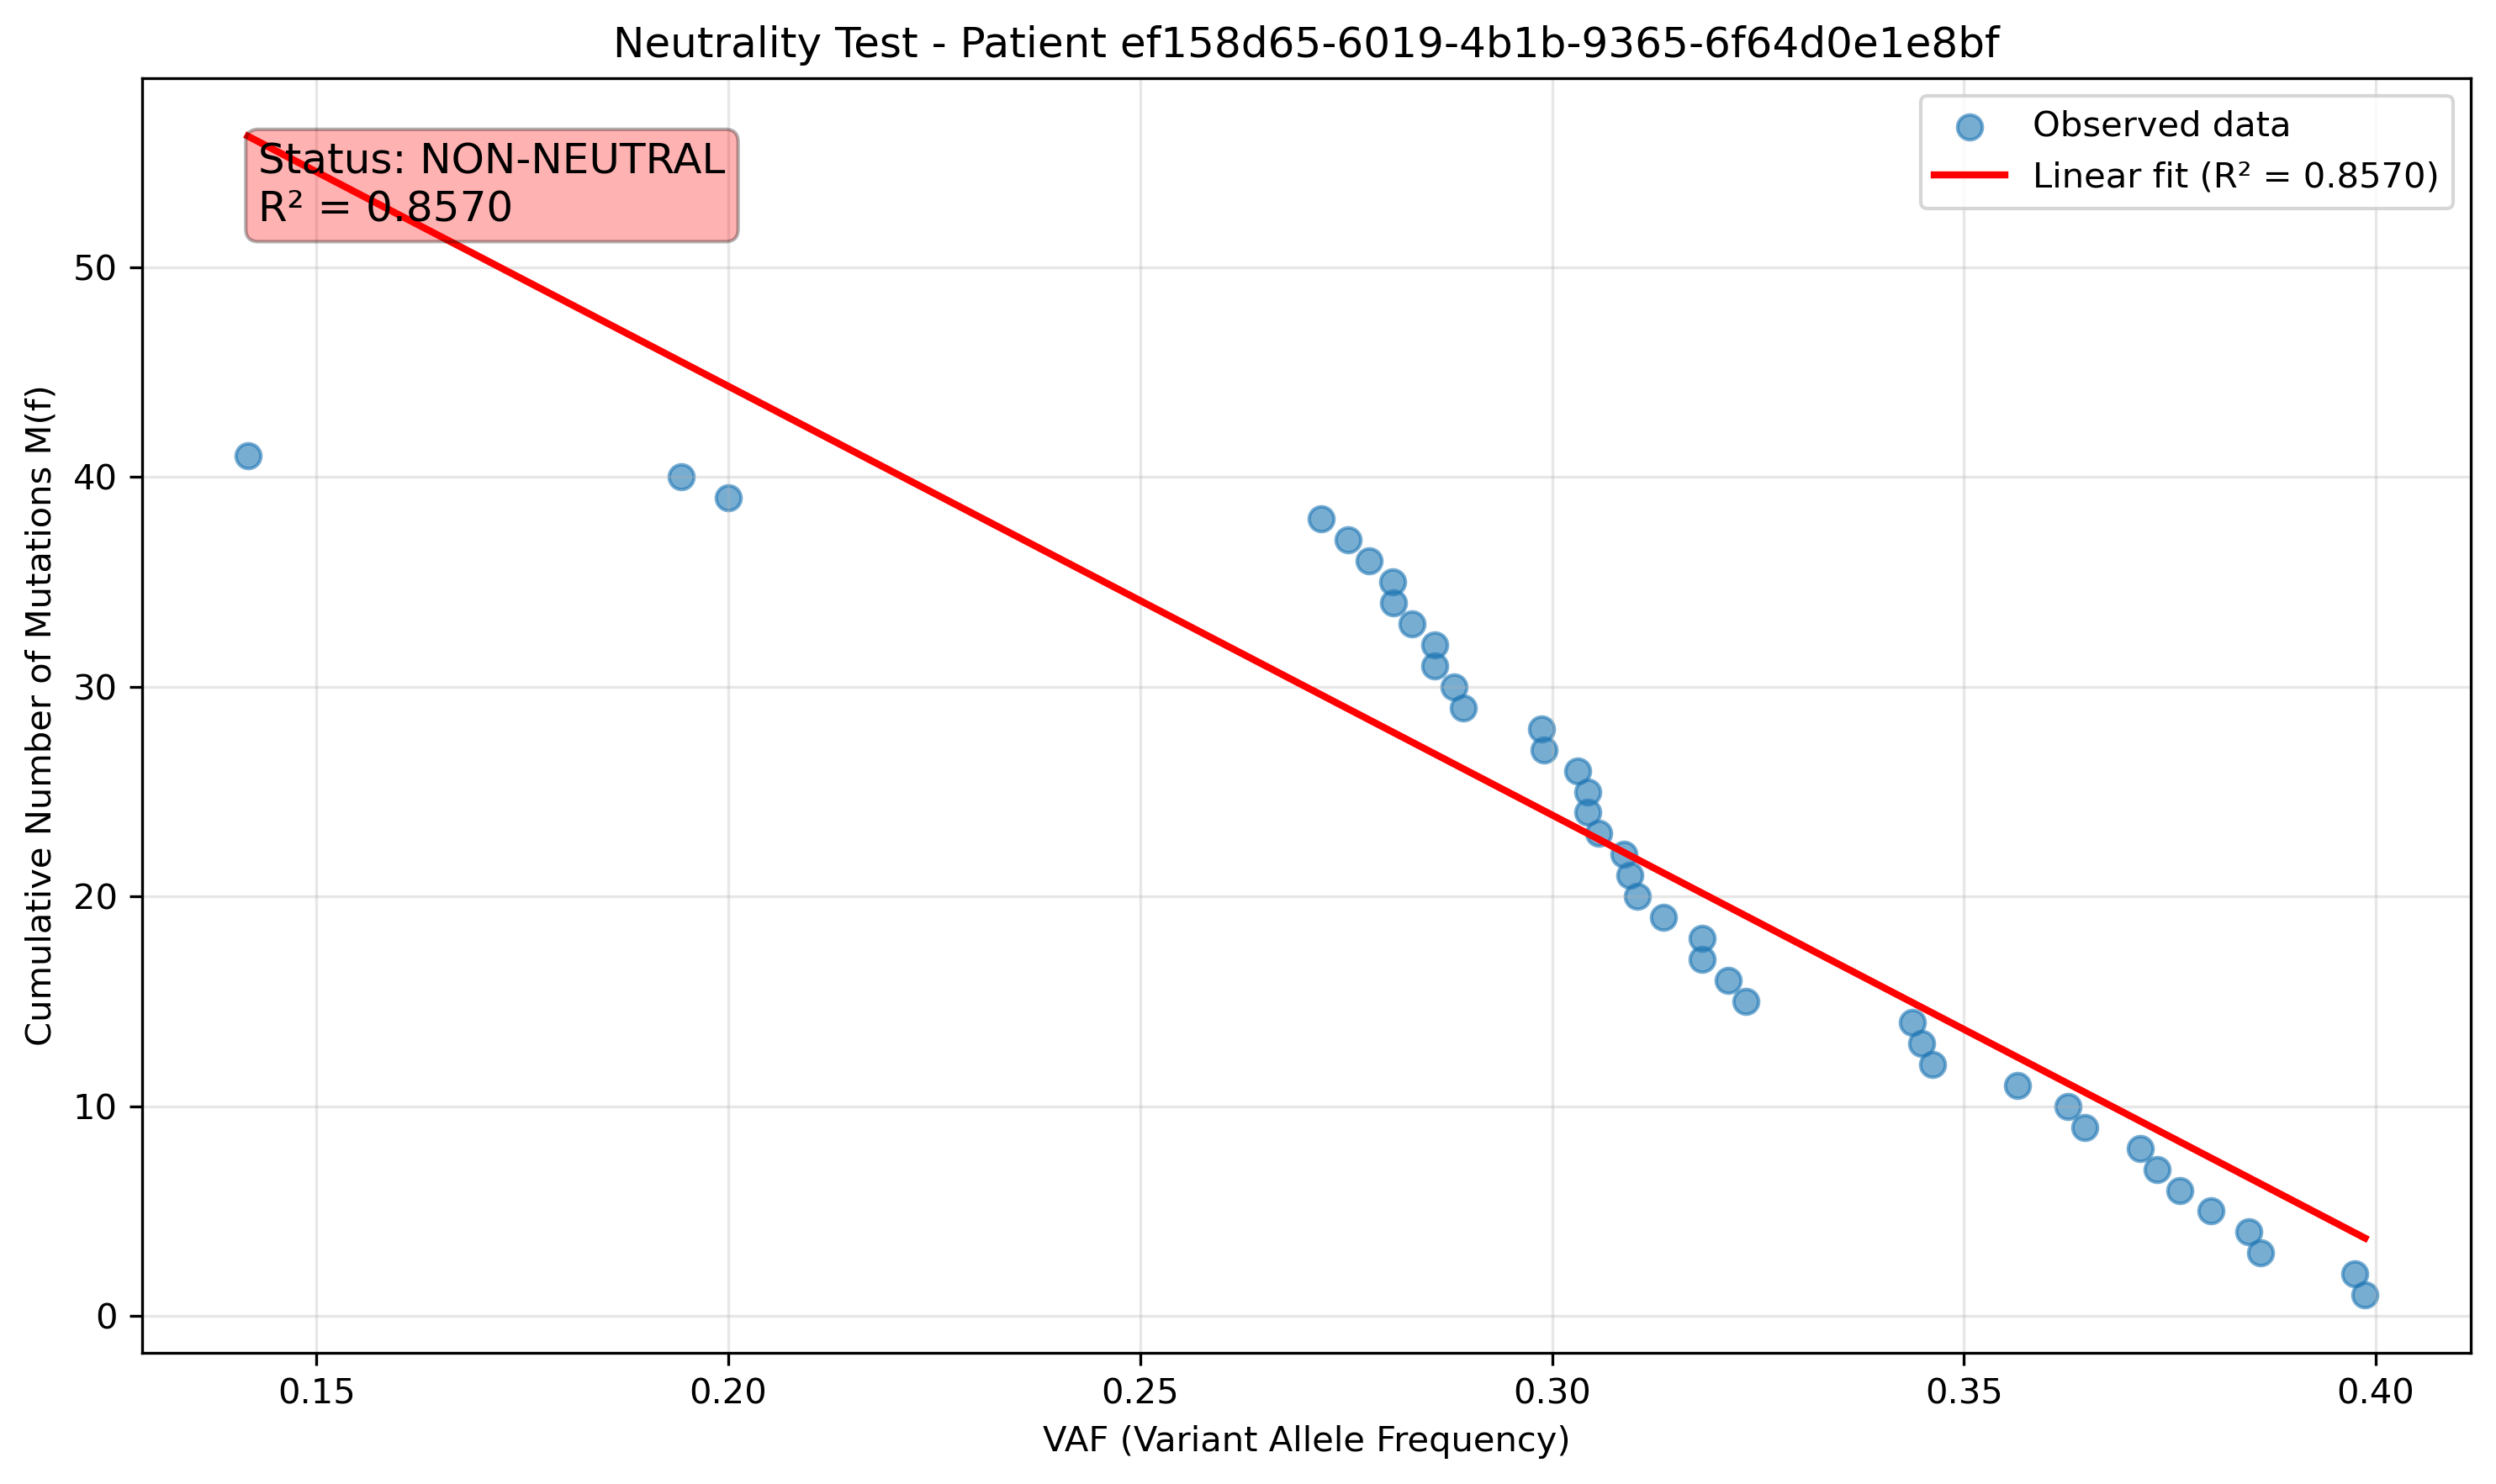 Neutrality Test - Patient ef158d65-6019-4b1b-9365-6f64d0e1e8bf
Status: NON-NEUTRAL
R² = 0.8570
Observed data
Linear fit (R² = 0.8570)
Cumulative Number of Mutations M(f)
50
40
30
20
10
0
0.15
0.20
0.25
0.30
0.35
0.40
VAF (Variant Allele Frequency)